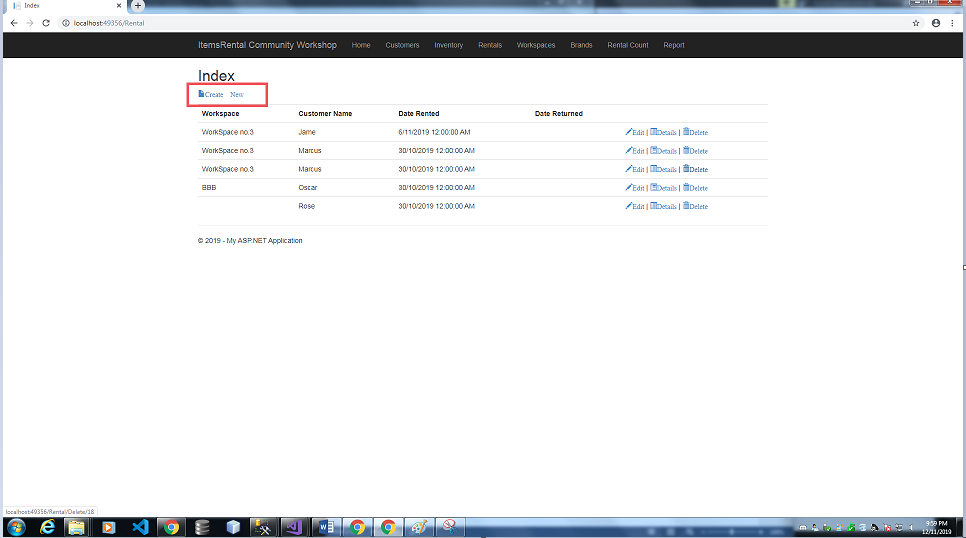 Index
localhost:49356/Rental
ItemsRental Community Workshop Home Customers Inventory Rentals Workspaces Brands Rental Count Report
Index
Create New
Workspace Customer Name Date Rented Date Returned
WorkSpace no.3 Jame 6/11/2019 12:00:00 AM Edit | Details | Delete
WorkSpace no.3 Marcus 30/10/2019 12:00:00 AM Edit | Details | Delete
WorkSpace no.3 Marcus 30/10/2019 12:00:00 AM Edit | Details | Delete
BBB Oscar 30/10/2019 12:00:00 AM Edit | Details | Delete
Rose 30/10/2019 12:00:00 AM Edit | Details | Delete
© 2019 - My ASP.NET Application
localhost:49356/Rental/Delete/18
9:59 PM
12/11/2019